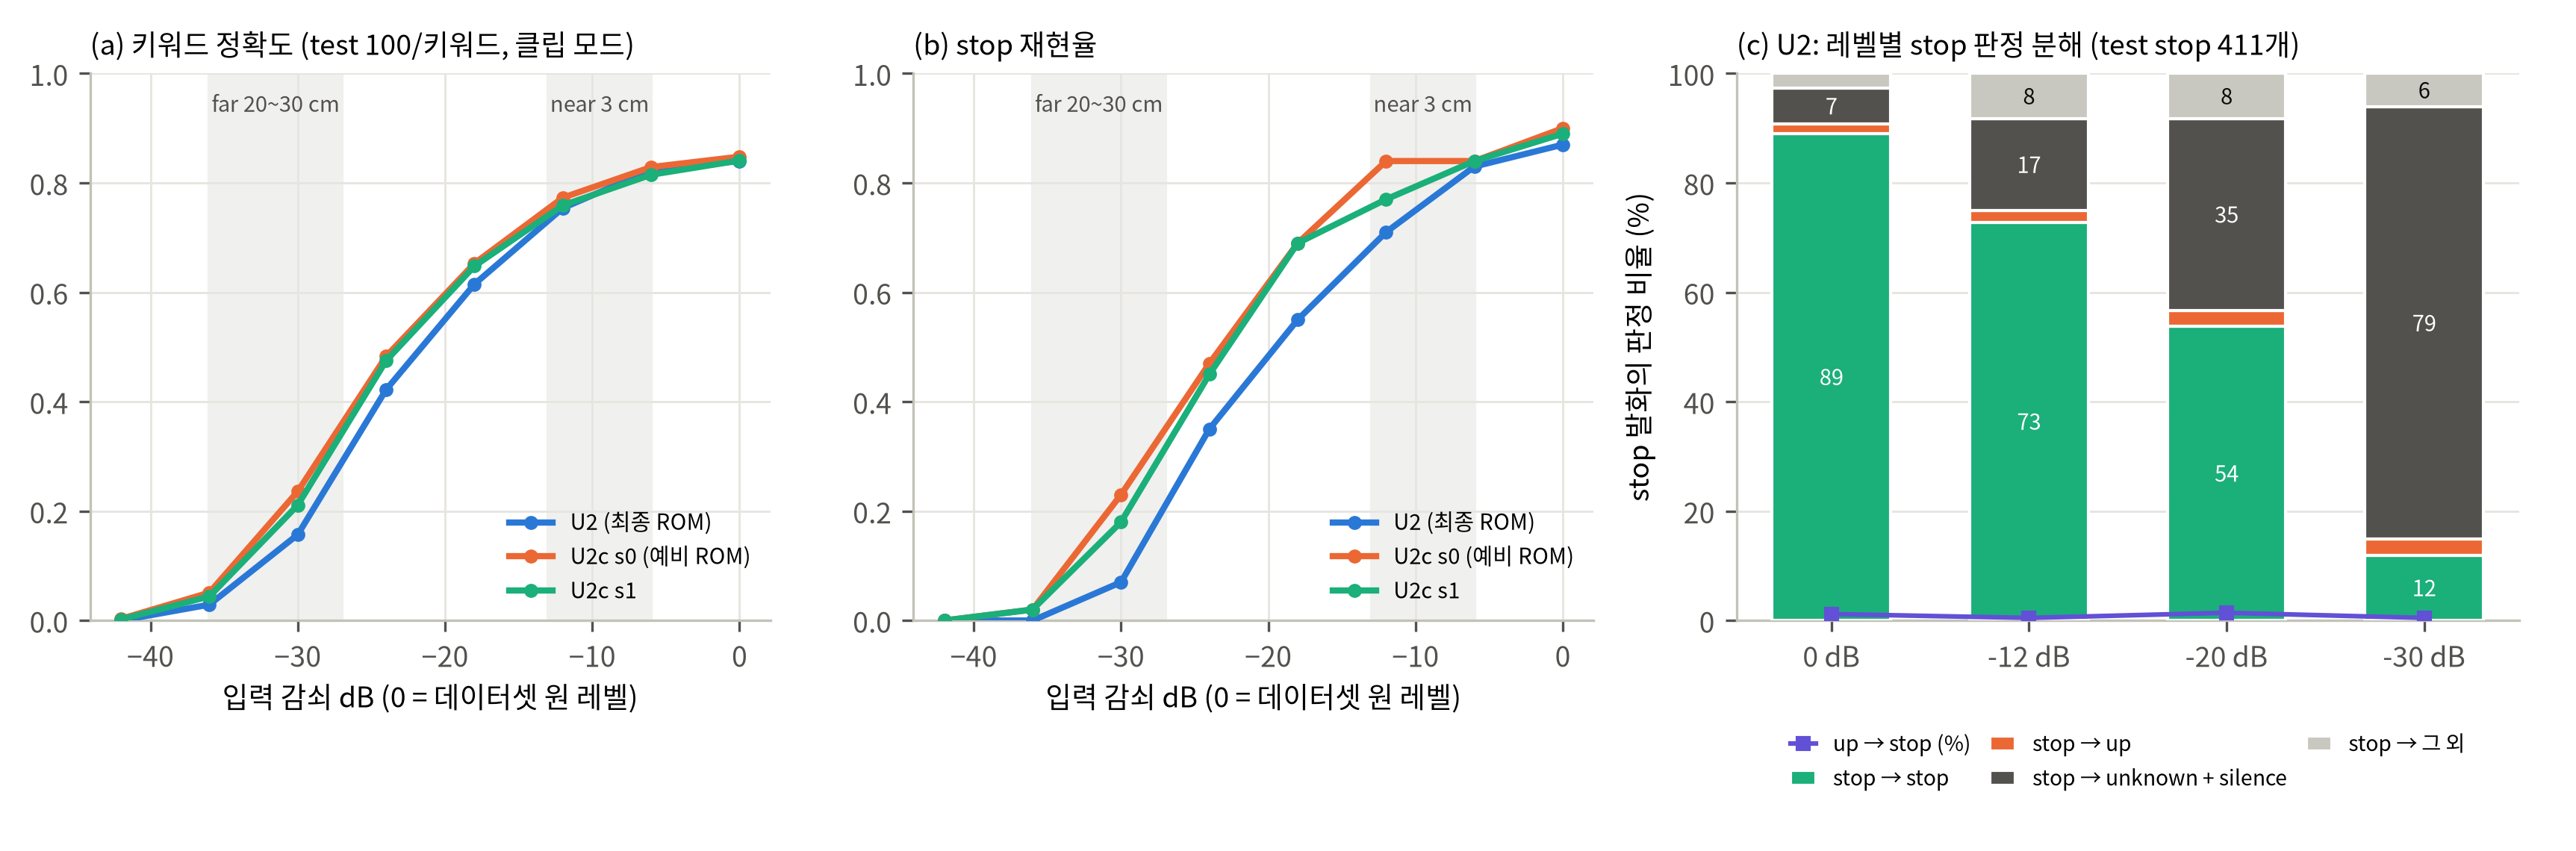 (a) 키워드 정확도 (test 100/키워드, 클립 모드)
1.0
0.8
0.6
0.4
0.2
0.0
far 20~30 cm
near 3 cm
U2 (최종 ROM)
U2c s0 (예비 ROM)
U2c s1
−40
−30
−20
−10
0
입력 감쇠 dB (0 = 데이터셋 원 레벨)
(b) stop 재현율
1.0
0.8
0.6
0.4
0.2
0.0
far 20~30 cm
near 3 cm
U2 (최종 ROM)
U2c s0 (예비 ROM)
U2c s1
−40
−30
−20
−10
0
입력 감쇠 dB (0 = 데이터셋 원 레벨)
(c) U2: 레벨별 stop 판정 분해 (test stop 411개)
stop 발화의 판정 비율 (%)
100
80
60
40
20
0
7
89
8
17
73
8
35
54
6
79
12
0 dB
-12 dB
-20 dB
-30 dB
up → stop (%)
stop → up
stop → 그 외
stop → stop
stop → unknown + silence